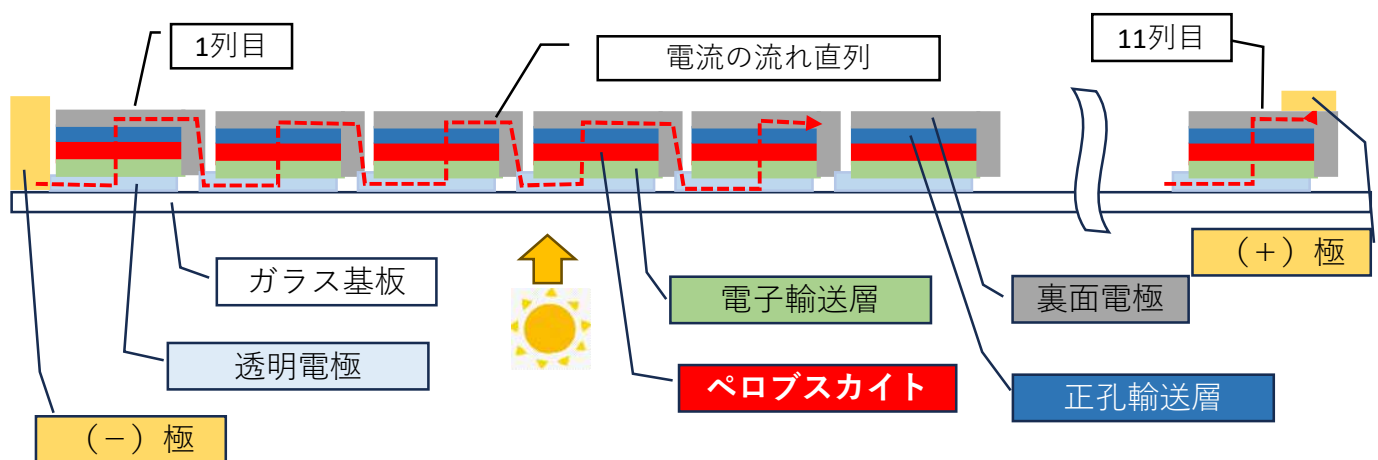 1列目
電流の流れ直列
11列目
(+)極
ガラス基板
電子輸送層
裏面電極
透明電極
ペロブスカイト
正孔輸送層
(−)極